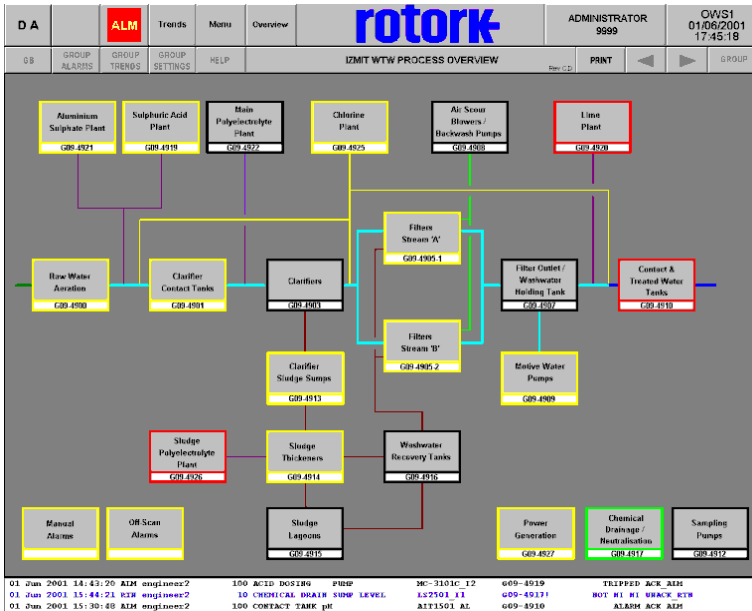 D A
ALM
Trends
Menu
Overview
rotork
ADMINISTRATOR
9999
OWS1
01/06/2001
17:45:18
GB
GROUP
ALARMS
GROUP
TRENDS
GROUP
SETTINGS
HELP
IZMIT WTW PROCESS OVERVIEW
Rev C.D.
PRINT
GROUP
Aluminium
Sulphate Plant
G09-4921
Sulphuric Acid
Plant
G09-4919
Main
Polyelectrolyte
Plant
G09-4922
Chlorine
Plant
G09-4925
Air Scour
Blowers /
Backwash Pumps
G09-4908
Lime
Plant
G09-4920
Filters
Stream 'A'
G09-4905-1
Raw Water
Aeration
G09-4900
Clarifier
Contact Tanks
G09-4901
Clarifiers
G09-4903
Filter Outlet /
Washwater
Holding Tank
G09-4907
Contact &
Treated Water
Tanks
G09-4910
Filters
Stream 'B'
G09-4905-2
Clarifier
Sludge Sumps
G09-4913
Motive Water
Pumps
G09-4909
Sludge
Polyelectrolyte
Plant
G09-4926
Sludge
Thickeners
G09-4914
Washwater
Recovery Tanks
G09-4916
Manual
Alarms
Off-Scan
Alarms
Sludge
Lagoons
G09-4915
Power
Generation
G09-4927
Chemical
Drainage /
Neutralisation
G09-4917
Sampling
Pumps
G09-4912
01 Jun 2001 14:43:20 ALM engineer2 100 ACID DOSING PUMP MC-3101C_I2 G09-4919 TRIPPED ACK_ALM
01 Jun 2001 15:44:21 RTN engineer2 10 CHEMICAL DRAIN SUMP LEVEL LS2501_I1 G09-4917! NOT HI HI UNACK_RTN
01 Jun 2001 15:30:48 ALM engineer2 100 CONTACT TANK pH AIT1501_AL G09-4910 ALARM ACK_ALM